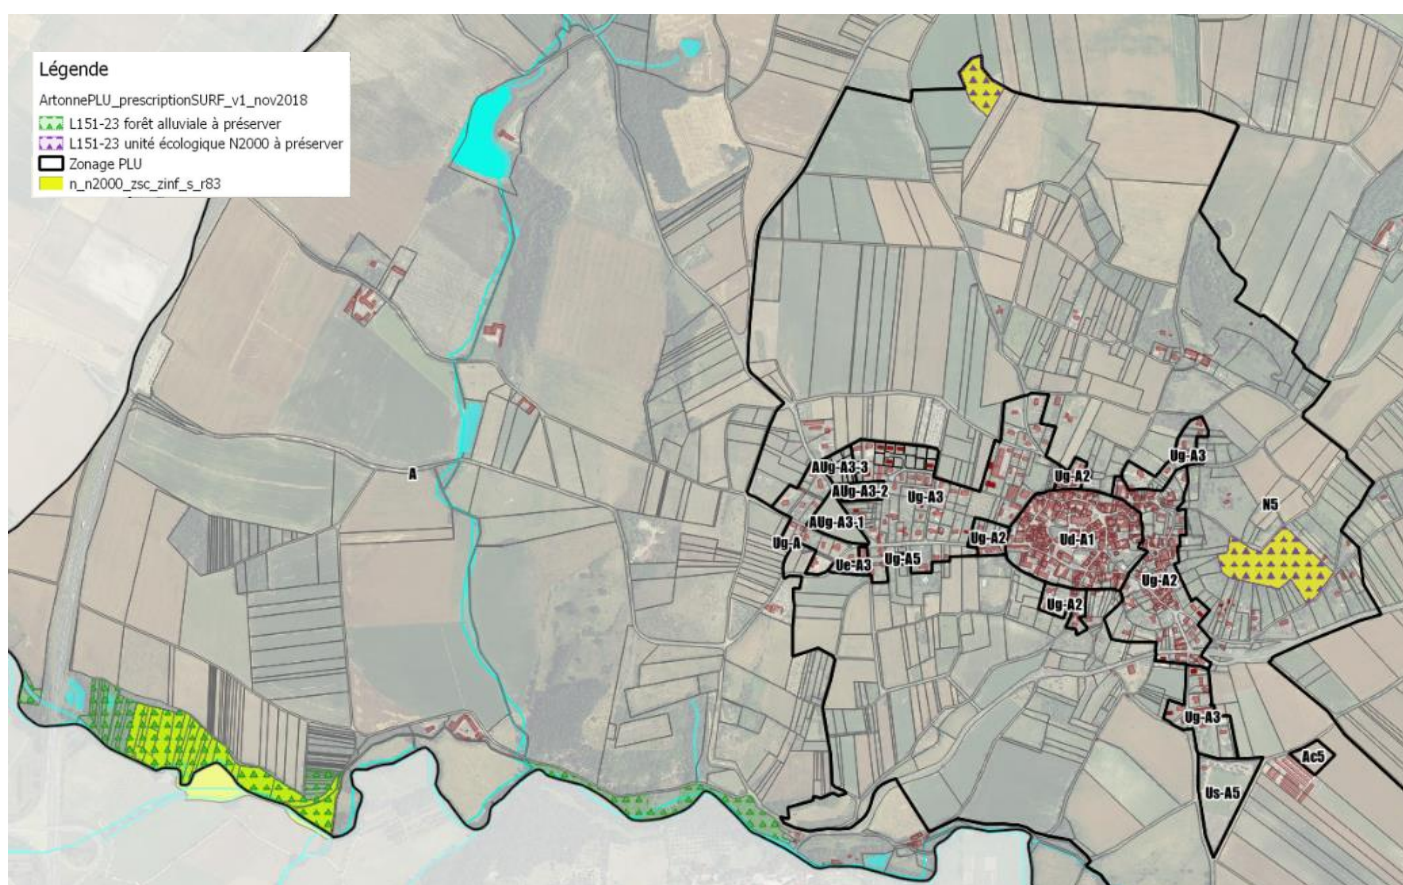 Légende
ArtonnePLU_prescriptionSURF_v1_nov2018
L151-23 forêt alluviale à préserver
L151-23 unité écologique N2000 à préserver
Zonage PLU
n_n2000_zsc_zinf_s_r83
Ug-A3
AUg-A3-3
Ug-A2
A
AUg-A3-2
Ug-A3
N5
AUg-A3-1
Ug-A
Ug-A2
Ud-A1
Ue-A3
Ug-A5
Ug-A2
Ug-A2
Ug-A3
Ac5
Us-A5